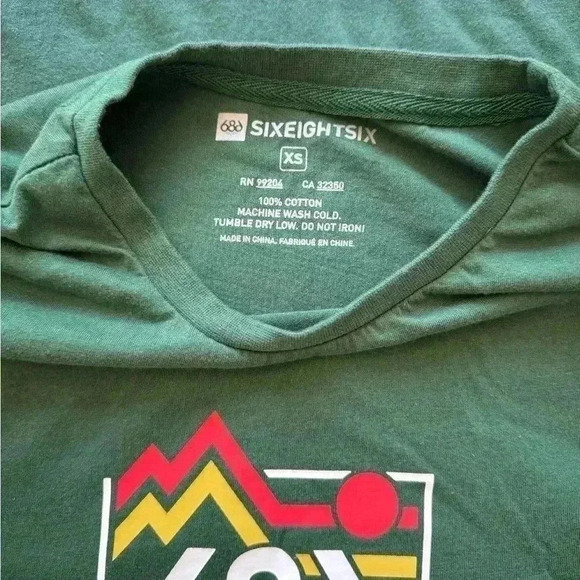 686 SIXEIGHTSIX
XS
RN 99204 CA 32350
100% COTTON
MACHINE WASH COLD.
TUMBLE DRY LOW. DO NOT IRON!
MADE IN CHINA. FABRIQUÉ EN CHINE.